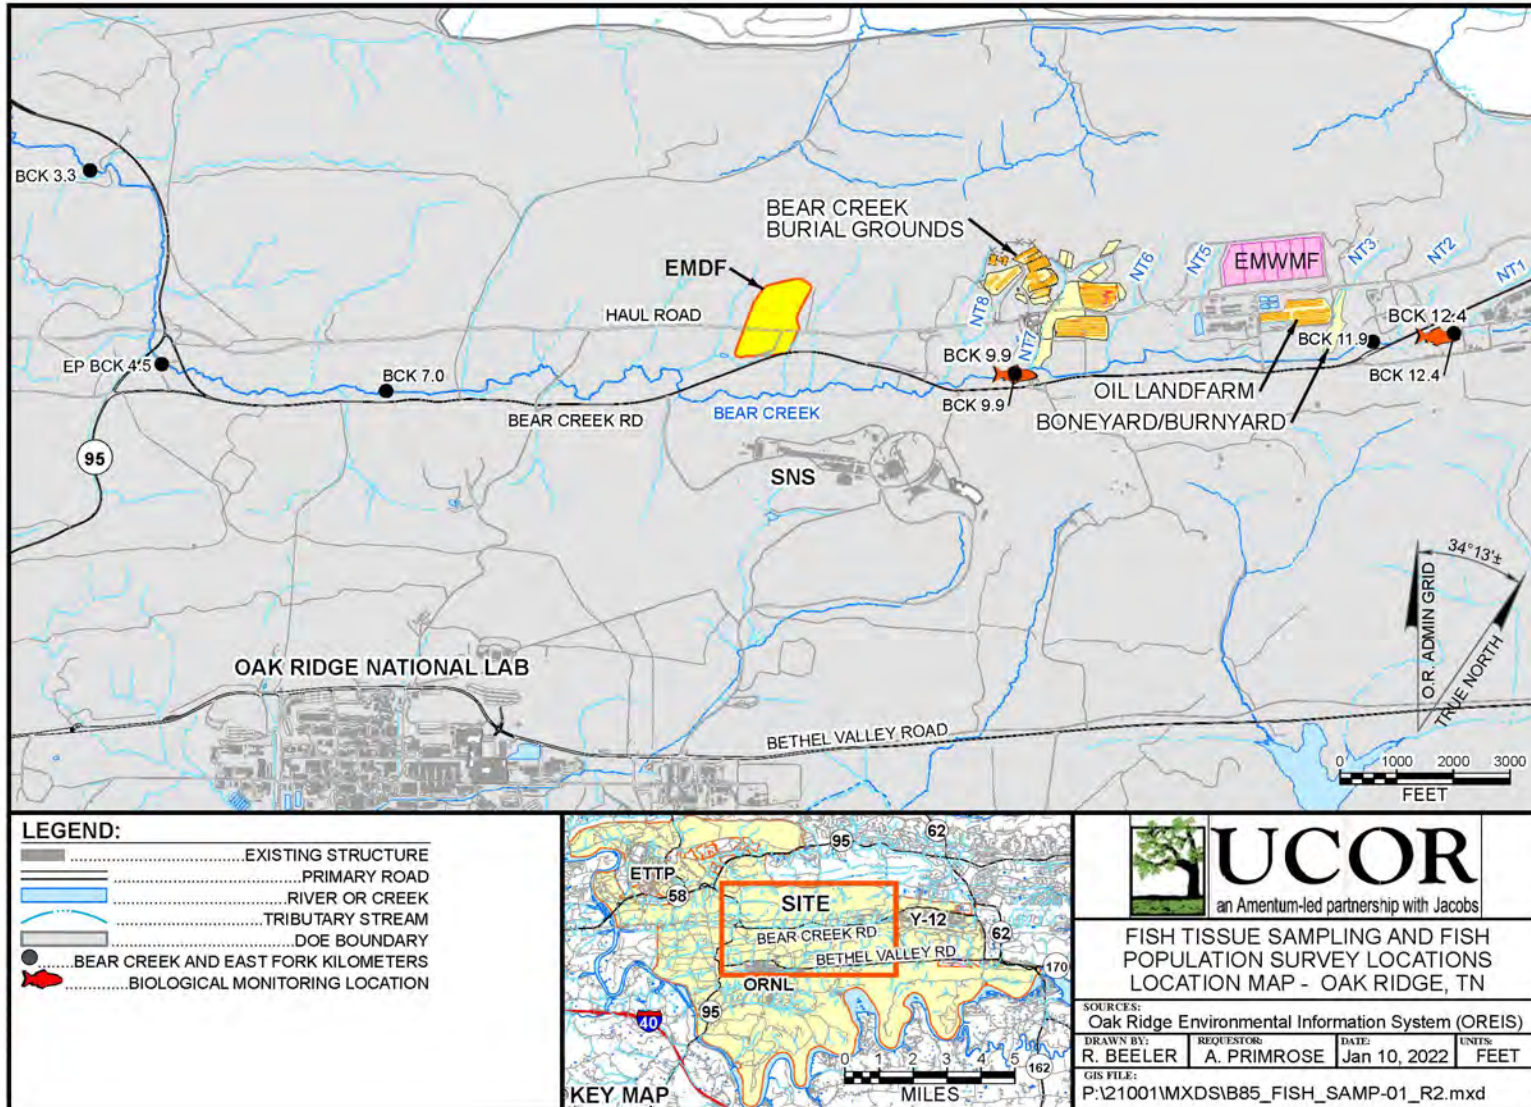 BCK 3.3
BEAR CREEK
BURIAL GROUNDS
EMDF
HAUL ROAD
NT8
NT7
NT6
NT5
EMWMF
NT3
NT2
NT1
BCK 12.4
BCK 11.9
BCK 12.4
EP BCK 4.5
BCK 7.0
BCK 9.9
BCK 9.9
BEAR CREEK RD
BEAR CREEK
OIL LANDFARM
BONEYARD/BURNYARD
95
SNS
34°13'±
O.R. ADMIN GRID
TRUE NORTH
OAK RIDGE NATIONAL LAB
BETHEL VALLEY ROAD
0 1000 2000 3000
FEET
LEGEND:
EXISTING STRUCTURE
PRIMARY ROAD
RIVER OR CREEK
TRIBUTARY STREAM
DOE BOUNDARY
BEAR CREEK AND EAST FORK KILOMETERS
BIOLOGICAL MONITORING LOCATION
95
62
ETTP
58
SITE
Y-12
BEAR CREEK RD
62
BETHEL VALLEY RD
170
ORNL
95
40
0 1 2 3 4 5
MILES
162
KEY MAP
UCOR
an Amentum-led partnership with Jacobs
FISH TISSUE SAMPLING AND FISH
POPULATION SURVEY LOCATIONS
LOCATION MAP - OAK RIDGE, TN
SOURCES:
Oak Ridge Environmental Information System (OREIS)
DRAWN BY:
R. BEELER
REQUESTOR:
A. PRIMROSE
DATE:
Jan 10, 2022
UNITS:
FEET
GIS FILE:
P:\21001\MXDS\B85_FISH_SAMP-01_R2.mxd